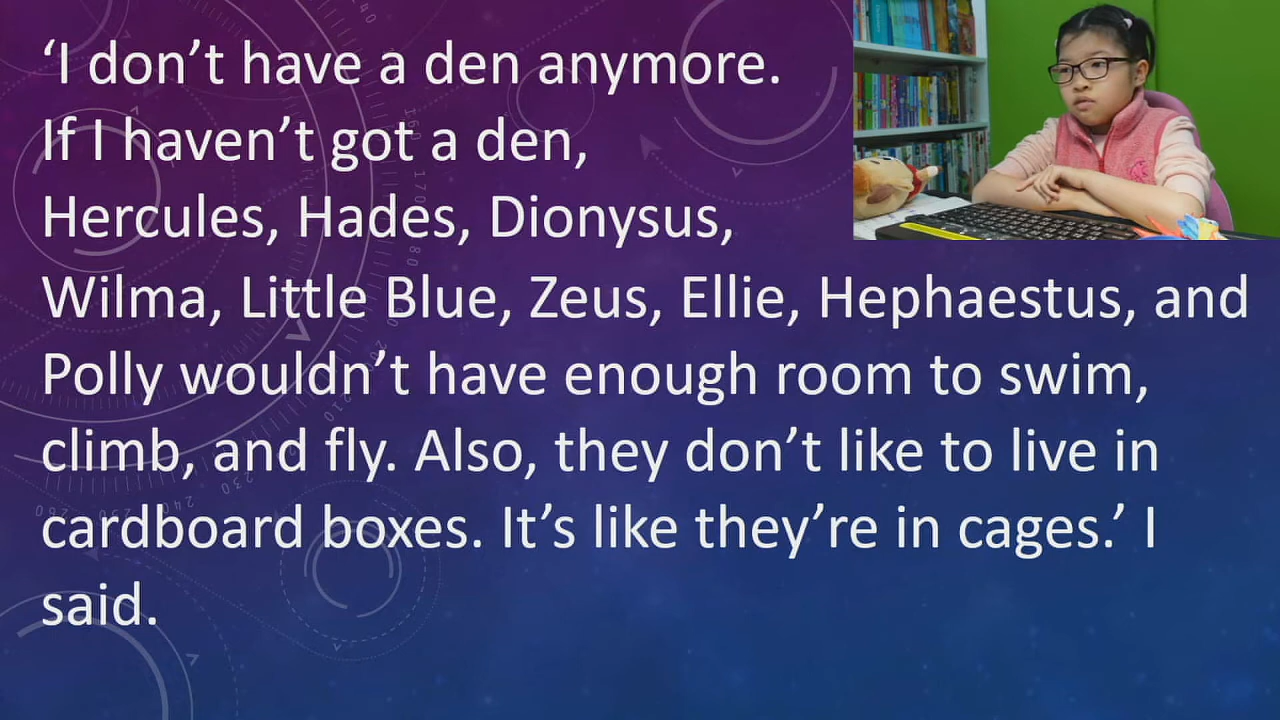 ‘I don’t have a den anymore.
If I haven’t got a den,
Hercules, Hades, Dionysus,
Wilma, Little Blue, Zeus, Ellie, Hephaestus, and
Polly wouldn’t have enough room to swim,
climb, and fly. Also, they don’t like to live in
cardboard boxes. It’s like they’re in cages.’ I
said.